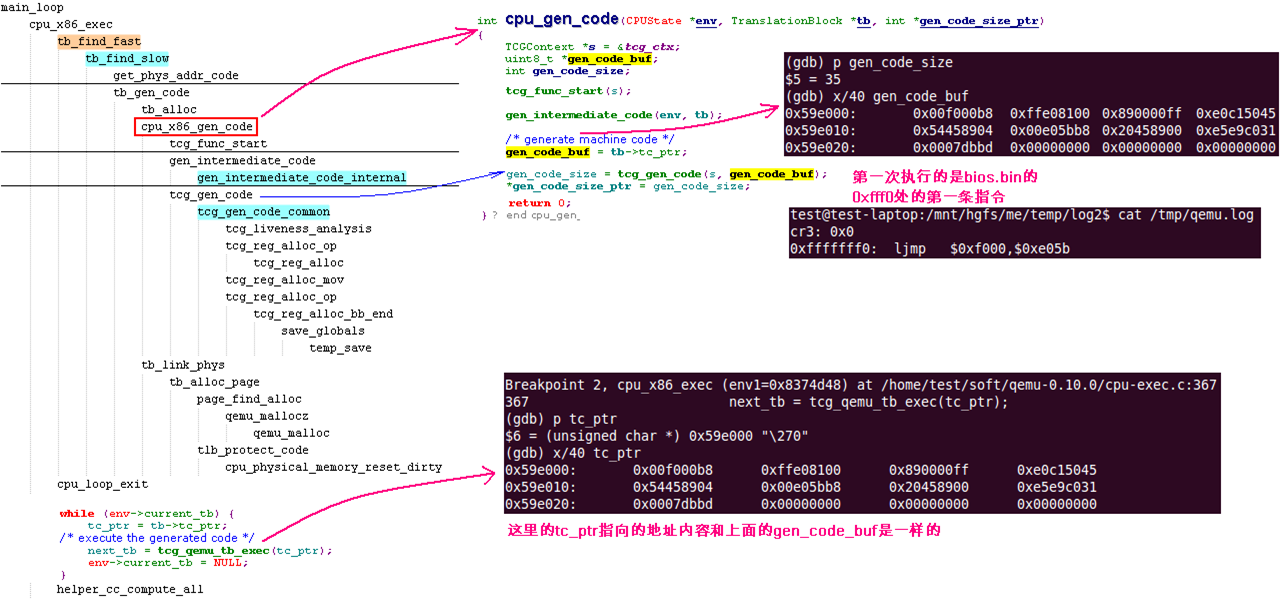 main_loop
cpu_x86_exec
tb_find_fast
tb_find_slow
get_phys_addr_code
tb_gen_code
tb_alloc
cpu_x86_gen_code
tcg_func_start
gen_intermediate_code
gen_intermediate_code_internal
tcg_gen_code
tcg_gen_code_common
tcg_liveness_analysis
tcg_reg_alloc_op
tcg_reg_alloc
tcg_reg_alloc_mov
tcg_reg_alloc_op
tcg_reg_alloc_bb_end
save_globals
temp_save
tb_link_phys
tb_alloc_page
page_find_alloc
qemu_mallocz
qemu_malloc
tlb_protect_code
cpu_physical_memory_reset_dirty
cpu_loop_exit
while (env->current_tb) {
tc_ptr = tb->tc_ptr;
/* execute the generated code */
next_tb = tcg_qemu_tb_exec(tc_ptr);
env->current_tb = NULL;
}
helper_cc_compute_all
int cpu_gen_code(CPUState *env, TranslationBlock *tb, int *gen_code_size_ptr)
{
TCGContext *s = &tcg_ctx;
uint8_t *gen_code_buf;
int gen_code_size;
tcg_func_start(s);
gen_intermediate_code(env, tb);
/* generate machine code */
gen_code_buf = tb->tc_ptr;
gen_code_size = tcg_gen_code(s, gen_code_buf);
*gen_code_size_ptr = gen_code_size;
return 0;
} ? end cpu_gen_
(gdb) p gen_code_size
$5 = 35
(gdb) x/40 gen_code_buf
0x59e000: 0x00f000b8 0xffe08100 0x890000ff 0xe0c15045
0x59e010: 0x54458904 0x00e05bb8 0x20458900 0xe5e9c031
0x59e020: 0x0007dbbd 0x00000000 0x00000000 0x00000000
第一次执行的是bios.bin的
0xfff0处的第一条指令
test@test-laptop:/mnt/hgfs/me/temp/log2$ cat /tmp/qemu.log
cr3: 0x0
0xfffffff0: ljmp $0xf000,$0xe05b
Breakpoint 2, cpu_x86_exec (env1=0x8374d48) at /home/test/soft/qemu-0.10.0/cpu-exec.c:367
367 next_tb = tcg_qemu_tb_exec(tc_ptr);
(gdb) p tc_ptr
$6 = (unsigned char *) 0x59e000 "\270"
(gdb) x/40 tc_ptr
0x59e000: 0x00f000b8 0xffe08100 0x890000ff 0xe0c15045
0x59e010: 0x54458904 0x00e05bb8 0x20458900 0xe5e9c031
0x59e020: 0x0007dbbd 0x00000000 0x00000000 0x00000000
这里的tc_ptr指向的地址内容和上面的gen_code_buf是一样的